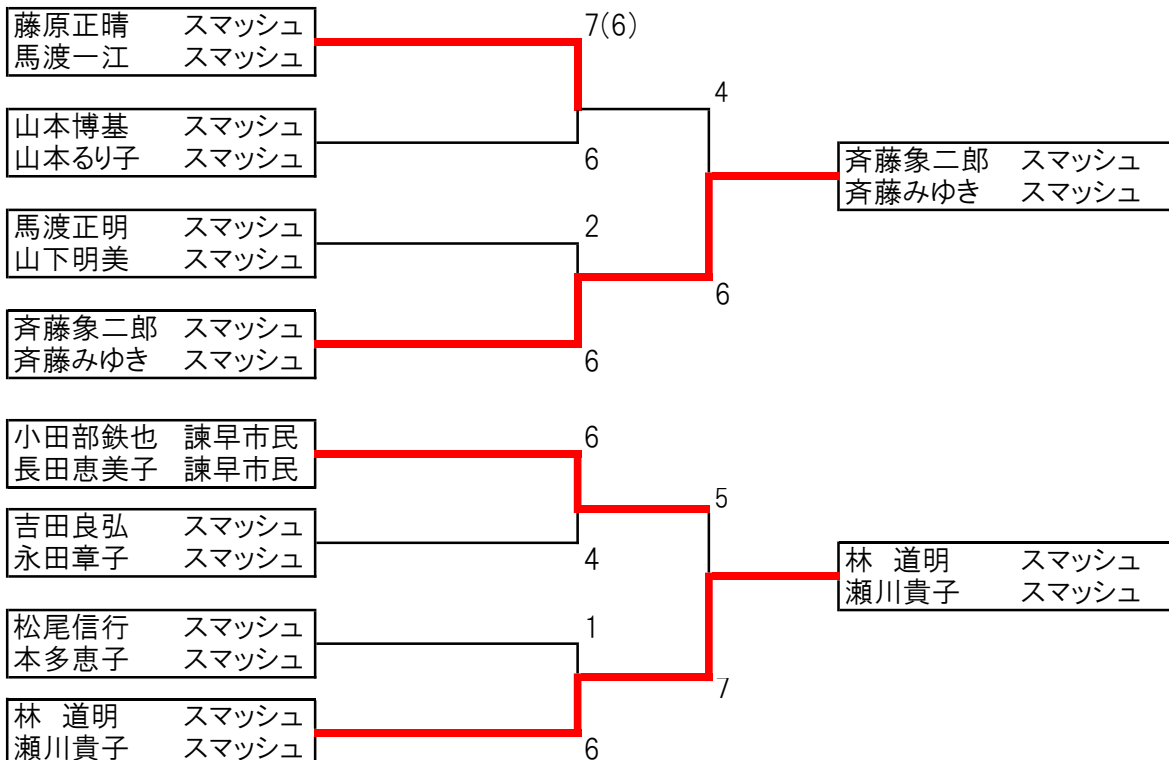 藤原正晴 スマッシュ
馬渡一江 スマッシュ
7(6)
山本博基 スマッシュ
山本るり子 スマッシュ
6
4
馬渡正明 スマッシュ
山下明美 スマッシュ
2
斉藤象二郎 スマッシュ
斉藤みゆき スマッシュ
6
6
斉藤象二郎 スマッシュ
斉藤みゆき スマッシュ
小田部鉄也 諫早市民
長田恵美子 諫早市民
6
吉田良弘 スマッシュ
永田章子 スマッシュ
4
5
松尾信行 スマッシュ
本多恵子 スマッシュ
1
林 道明 スマッシュ
瀬川貴子 スマッシュ
6
7
林 道明 スマッシュ
瀬川貴子 スマッシュ